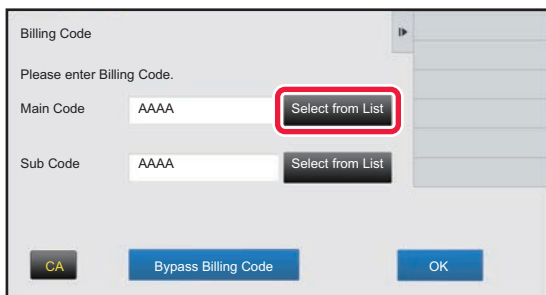 Billing Code
Please enter Billing Code.
Main Code AAAA Select from List
Sub Code AAAA Select from List
CA Bypass Billing Code OK